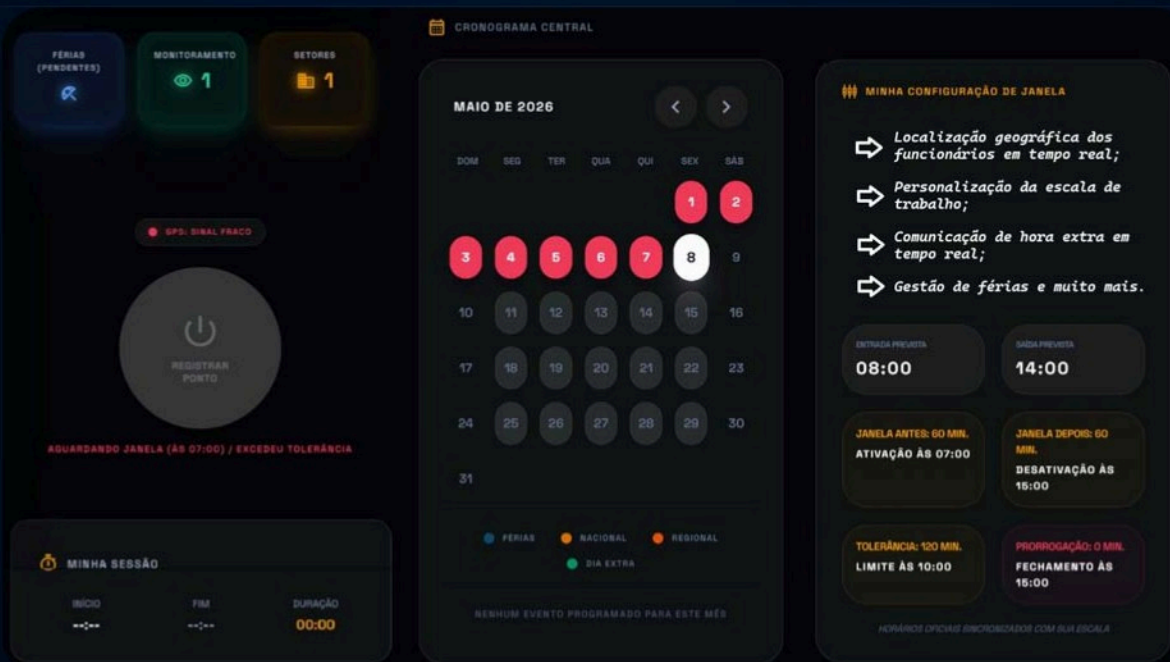 FÉRIAS
(PENDENTES)
MONITORAMENTO
1
SETORES
1
GPS: SINAL FRACO
REGISTRAR
PONTO
AGUARDANDO JANELA (ÀS 07:00) / EXCEDEU TOLERÂNCIA
MINHA SESSÃO
INÍCIO FIM DURAÇÃO
--:-- --:-- 00:00
CRONOGRAMA CENTRAL
MAIO DE 2026
DOM SEG TER QUA QUI SEX SÁB
1 2
3 4 5 6 7 8 9
10 11 12 13 14 15 16
17 18 19 20 21 22 23
24 25 26 27 28 29 30
31
FÉRIAS NACIONAL REGIONAL
DIA EXTRA
NENHUM EVENTO PROGRAMADO PARA ESTE MÊS
MINHA CONFIGURAÇÃO DE JANELA
Localização geográfica dos
funcionários em tempo real;
Personalização da escala de
trabalho;
Comunicação de hora extra em
tempo real;
Gestão de férias e muito mais.
ENTRADA PREVISTA
08:00
SAÍDA PREVISTA
14:00
JANELA ANTES: 60 MIN.
ATIVAÇÃO ÀS 07:00
JANELA DEPOIS: 60
MIN.
DESATIVAÇÃO ÀS
15:00
TOLERÂNCIA: 120 MIN.
LIMITE ÀS 10:00
PRORROGAÇÃO: 0 MIN.
FECHAMENTO ÀS
15:00
HORÁRIOS OFICIAIS SINCRONIZADOS COM SUA ESCALA